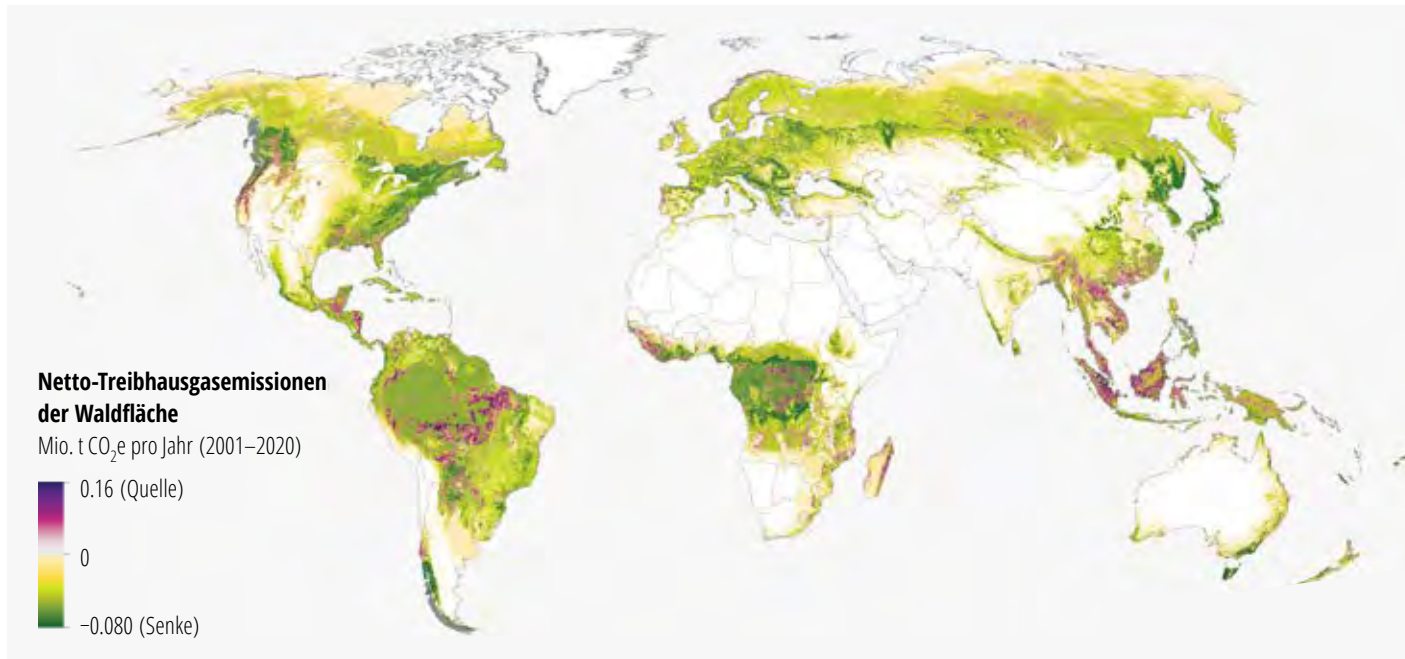 Netto-Treibhausgasemissionen
der Waldfläche
Mio. t CO₂e pro Jahr (2001–2020)
0.16 (Quelle)
0
−0.080 (Senke)